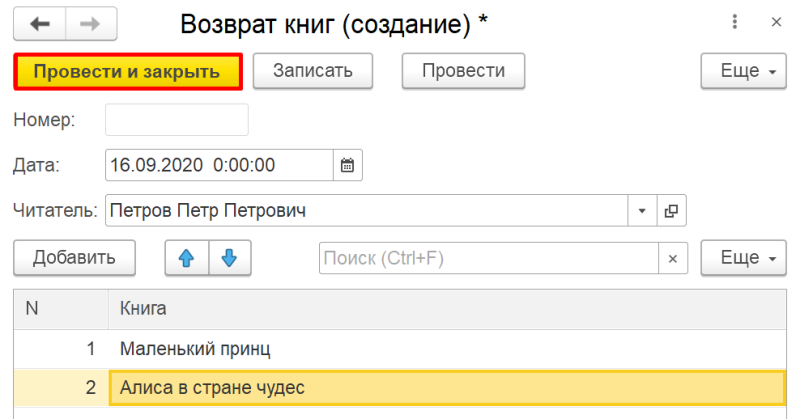 Возврат книг (создание) *
Провести и закрыть Записать Провести Еще
Номер:
Дата: 16.09.2020 0:00:00
Читатель: Петров Петр Петрович
Добавить Поиск (Ctrl+F) × Еще
N Книга
1 Маленький принц
2 Алиса в стране чудес